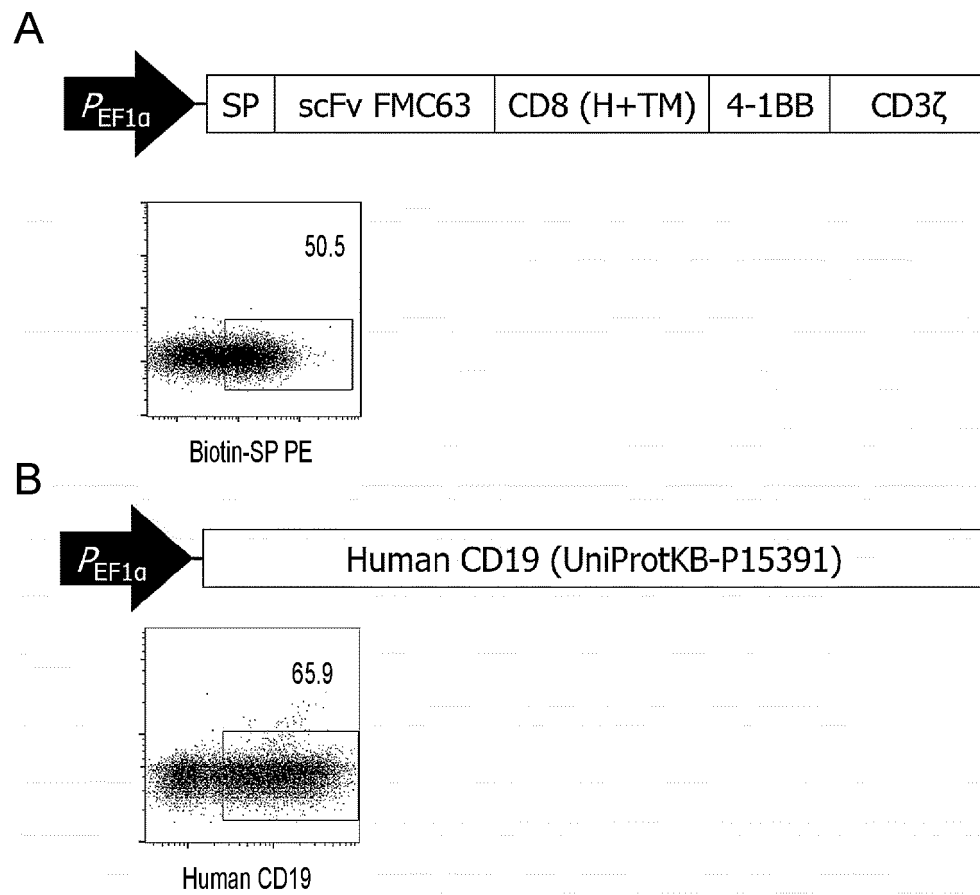 A
PEF1α SP scFv FMC63 CD8 (H+TM) 4-1BB CD3ζ
50.5
Biotin-SP PE
B
PEF1α Human CD19 (UniProtKB-P15391)
65.9
Human CD19